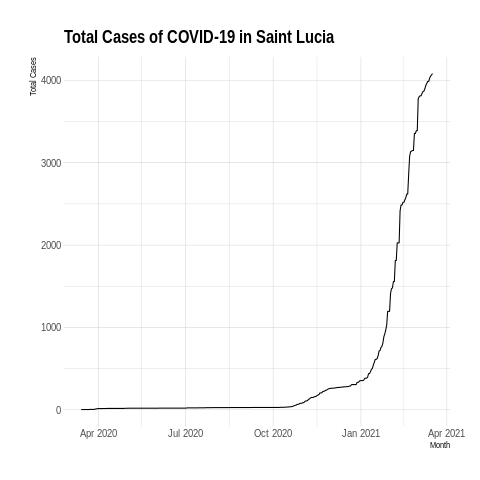 Total Cases of COVID-19 in Saint Lucia
Total Cases
4000
3000
2000
1000
0
Apr 2020 Jul 2020 Oct 2020 Jan 2021 Apr 2021
Month